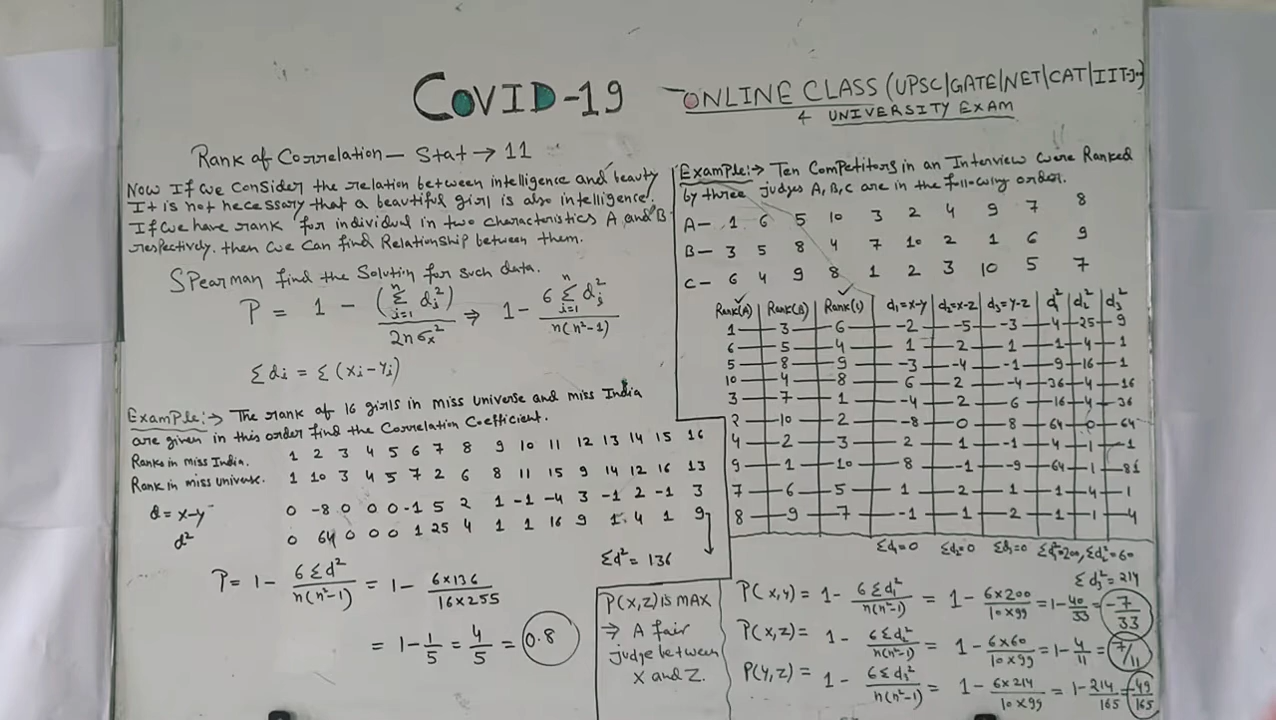 COVID-19
ONLINE CLASS (UPSC|GATE|NET|CAT|IIT-J..)
& UNIVERSITY EXAM
Rank of Correlation— Stat → 11
Now If we consider the relation between intelligence and beauty
It is not necessary that a beautiful girl is also intelligence.
If we have rank for individual in two characteristics A and B
respectively. then we can find Relationship between them.
Spearman find the Solution for such data.
P = 1 - (Σ_{i=1}^{n} d_i²) / 2nσ_x² ⇒ 1 - 6 Σ_{i=1}^{n} d_i² / n(n²-1)
Σdi = Σ(xi-yi)
Example:→ The rank of 16 girls in miss universe and miss India
are given in this order find the Correlation Coefficient.
Ranks in miss India. 1 2 3 4 5 6 7 8 9 10 11 12 13 14 15 16
Rank in miss universe. 1 10 3 4 5 7 2 6 8 11 15 9 14 12 16 13
d = x-y 0 -8 0 0 0 -1 5 2 1 -1 -4 3 -1 2 -1 3
d² 0 64 0 0 0 1 25 4 1 1 16 9 1 4 1 9
Σd² = 136
P = 1 - 6Σd² / n(n²-1) = 1 - 6×136 / 16×255
= 1 - 1/5 = 4/5 = 0.8
Example:→ Ten Competitors in an Interview were Ranked
by three judges A, B, C are in the following order.
A— 1 6 5 10 3 2 4 9 7 8
B— 3 5 8 4 7 10 2 1 6 9
C— 6 4 9 8 1 2 3 10 5 7
Rank(A) | Rank(B) | Rank(C) | d₁=x-y | d₂=x-z | d₃=y-z | d₁² | d₂² | d₃²
1 3 6 -2 -5 -3 4 25 9
6 5 4 1 2 1 1 4 1
5 8 9 -3 -4 -1 9 16 1
10 4 8 6 2 -4 36 4 16
3 7 1 -4 2 6 16 4 36
2 10 2 -8 0 8 64 0 64
4 2 3 2 1 -1 4 1 1
9 1 10 8 -1 -9 64 1 81
7 6 5 1 2 1 1 4 1
8 9 7 -1 1 2 1 1 4
Σd₁=0 Σd₂=0 Σd₃=0 Σd₁²=200, Σd₂²=60
Σd₃²=214
P(x,z) is MAX
⇒ A fair
judge between
X and Z.
P(x,y) = 1 - 6Σd₁² / n(n²-1) = 1 - 6×200 / 10×99 = 1 - 40/33 = -7/33
P(x,z) = 1 - 6Σd₂² / n(n²-1) = 1 - 6×60 / 10×99 = 1 - 4/11 = 7/11
P(y,z) = 1 - 6Σd₃² / n(n²-1) = 1 - 6×214 / 10×99 = 1 - 214/165 = -49/165